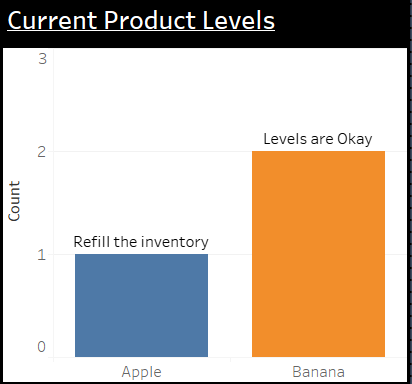 Current Product Levels
3
Levels are Okay
2
Count
Refill the inventory
1
0
Apple Banana